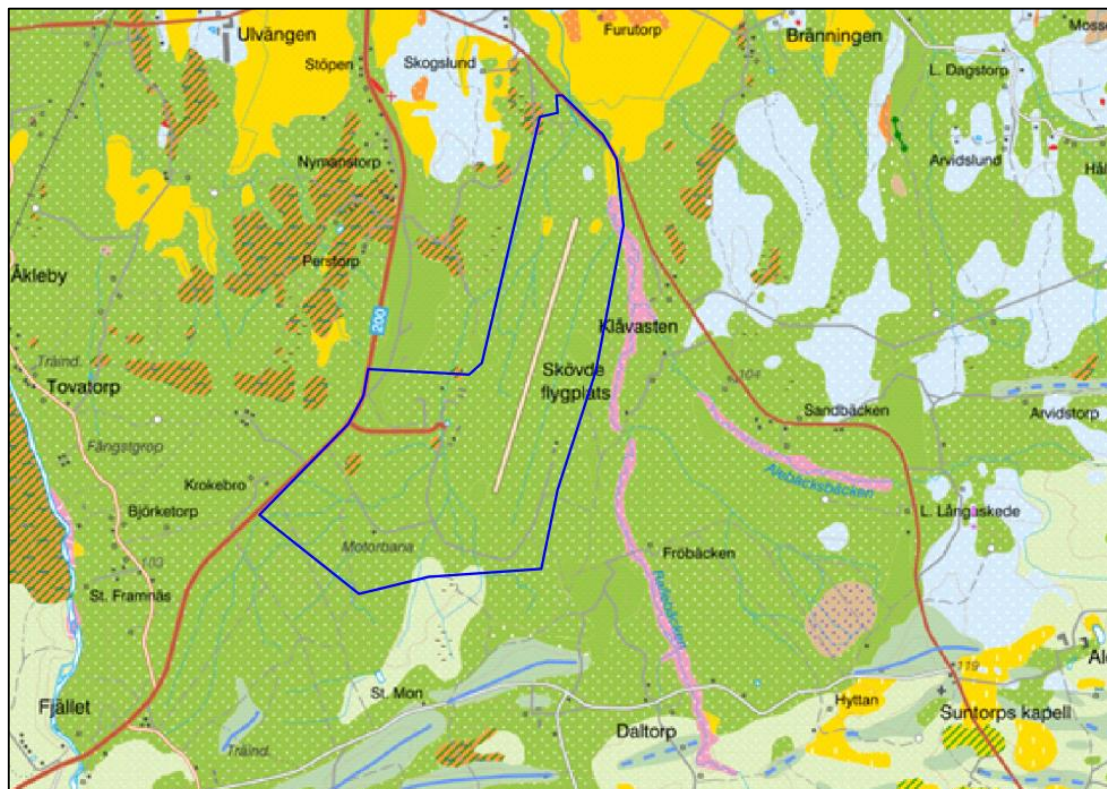 Ulvängen
Furutorp
Bränningen
Stöpen
Skogslund
L. Dagstorp
Nymanstorp
Arvidslund
Perstorp
Åkleby
200
Klåvasten
Träind.
Tovatorp
Skövde
flygplats
104
Sandbäcken
Arvidstorp
Fångstgrop
Krokebro
Alebäcksbäcken
Björketorp
L. Långaskede
Motorbana
Fröbäcken
103
St. Framnäs
119
St. Mon
Hyttan
Fjället
Suntorps kapell
Daltorp
Träind.